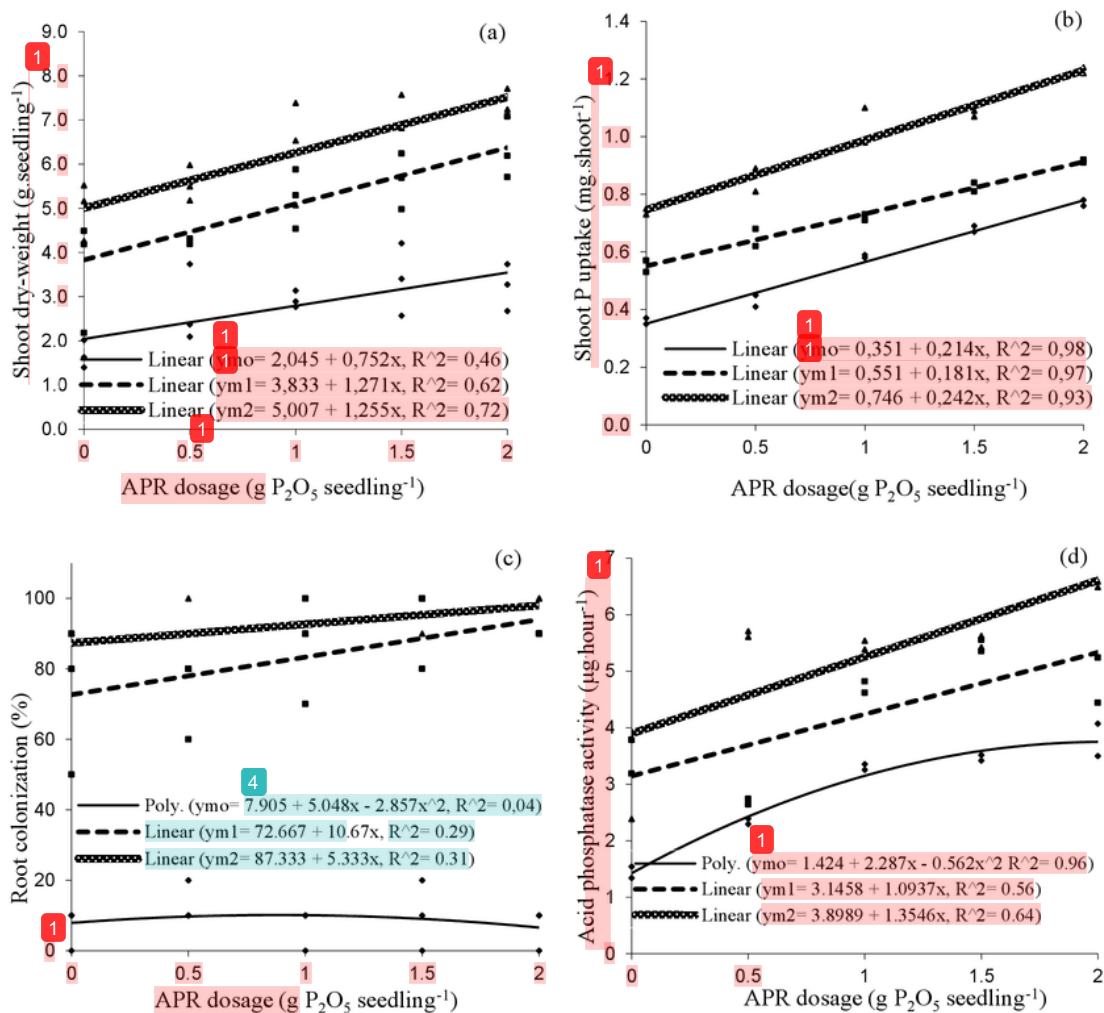 (a)
Shoot dry-weight (g.seedling-1)
9.0
8.0
7.0
6.0
5.0
4.0
3.0
2.0
1.0
0.0
1
1
1
Linear (ymo= 2,045 + 0,752x, R^2= 0,46)
Linear (ym1= 3,833 + 1,271x, R^2= 0,62)
Linear (ym2= 5,007 + 1,255x, R^2= 0,72)
1
0 0.5 1 1.5 2
APR dosage (g P2O5 seedling-1)
(b)
Shoot P uptake (mg.shoot-1)
1.4
1.2
1.0
0.8
0.6
0.4
0.2
0.0
1
1
1
Linear (ymo= 0,351 + 0,214x, R^2= 0,98)
Linear (ym1= 0,551 + 0,181x, R^2= 0,97)
Linear (ym2= 0,746 + 0,242x, R^2= 0,93)
0 0.5 1 1.5 2
APR dosage(g P2O5 seedling-1)
(c)
Root colonization (%)
100
80
60
40
20
0
4
Poly. (ymo= 7.905 + 5.048x - 2.857x^2, R^2= 0,04)
Linear (ym1= 72.667 + 10.67x, R^2= 0.29)
Linear (ym2= 87.333 + 5.333x, R^2= 0.31)
1
0 0.5 1 1.5 2
APR dosage (g P2O5 seedling-1)
(d)
Acid phosphatase activity (µg.hour-1)
7
6
5
4
3
2
1
0
1
1
Poly. (ymo= 1.424 + 2.287x - 0.562x^2 R^2= 0.96)
Linear (ym1= 3.1458 + 1.0937x, R^2= 0.56)
Linear (ym2= 3.8989 + 1.3546x, R^2= 0.64)
0 0.5 1 1.5 2
APR dosage (g P2O5 seedling-1)